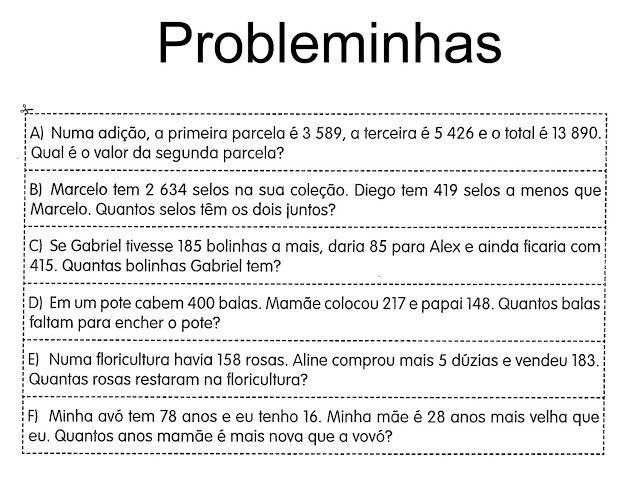 Probleminhas
A) Numa adição, a primeira parcela é 3 589, a terceira é 5 426 e o total é 13 890.
Qual é o valor da segunda parcela?
B) Marcelo tem 2 634 selos na sua coleção. Diego tem 419 selos a menos que
Marcelo. Quantos selos têm os dois juntos?
C) Se Gabriel tivesse 185 bolinhas a mais, daria 85 para Alex e ainda ficaria com
415. Quantas bolinhas Gabriel tem?
D) Em um pote cabem 400 balas. Mamãe colocou 217 e papai 148. Quantos balas
faltam para encher o pote?
E) Numa floricultura havia 158 rosas. Aline comprou mais 5 dúzias e vendeu 183.
Quantas rosas restaram na floricultura?
F) Minha avó tem 78 anos e eu tenho 16. Minha mãe é 28 anos mais velha que
eu. Quantos anos mamãe é mais nova que a vovó?